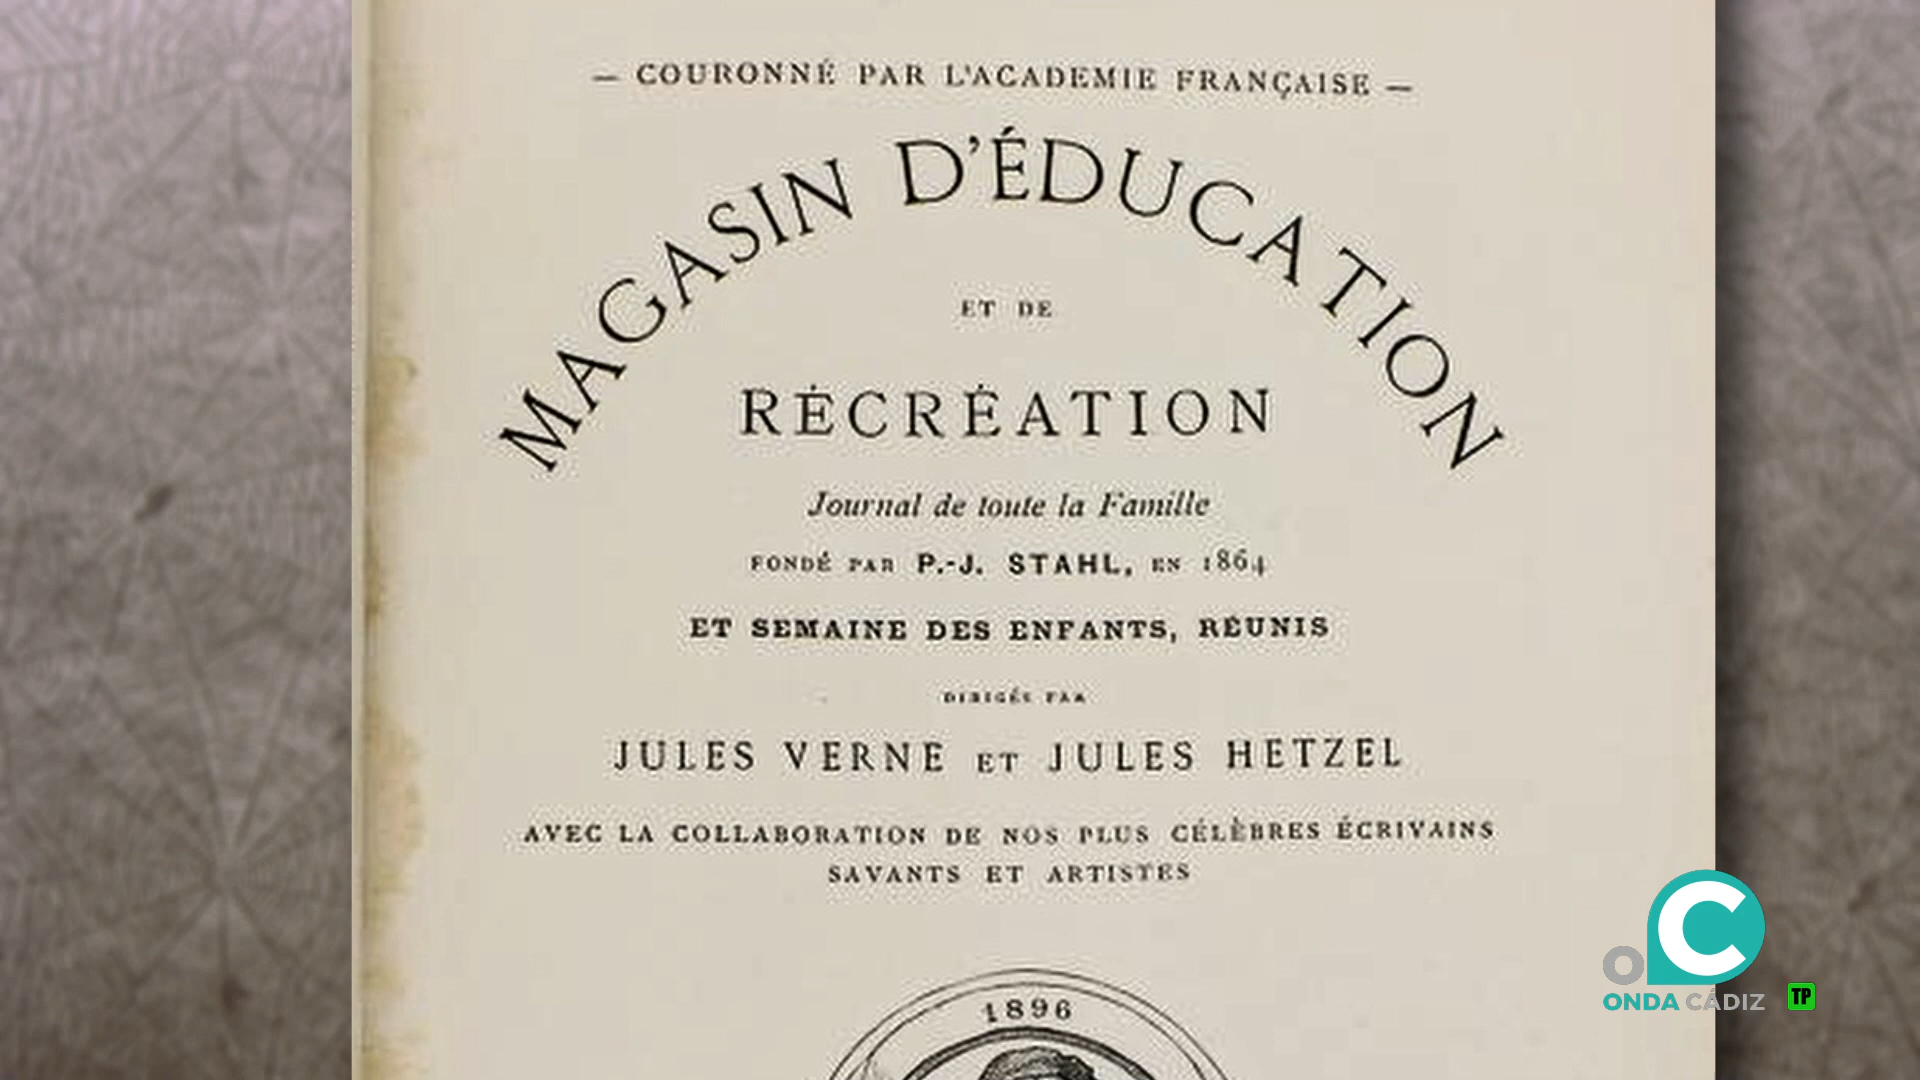 — COURONNÉ PAR L'ACADEMIE FRANÇAISE —
MAGASIN D'ÉDUCATION
ET DE
RÉCRÉATION
Journal de toute la Famille
FONDÉ PAR P.-J. STAHL, EN 1864
ET SEMAINE DES ENFANTS, RÉUNIS
DIRIGÉS PAR
JULES VERNE ET JULES HETZEL
AVEC LA COLLABORATION DE NOS PLUS CÉLÈBRES ÉCRIVAINS
SAVANTS ET ARTISTES
1896
OC
ONDA CÁDIZ
TP